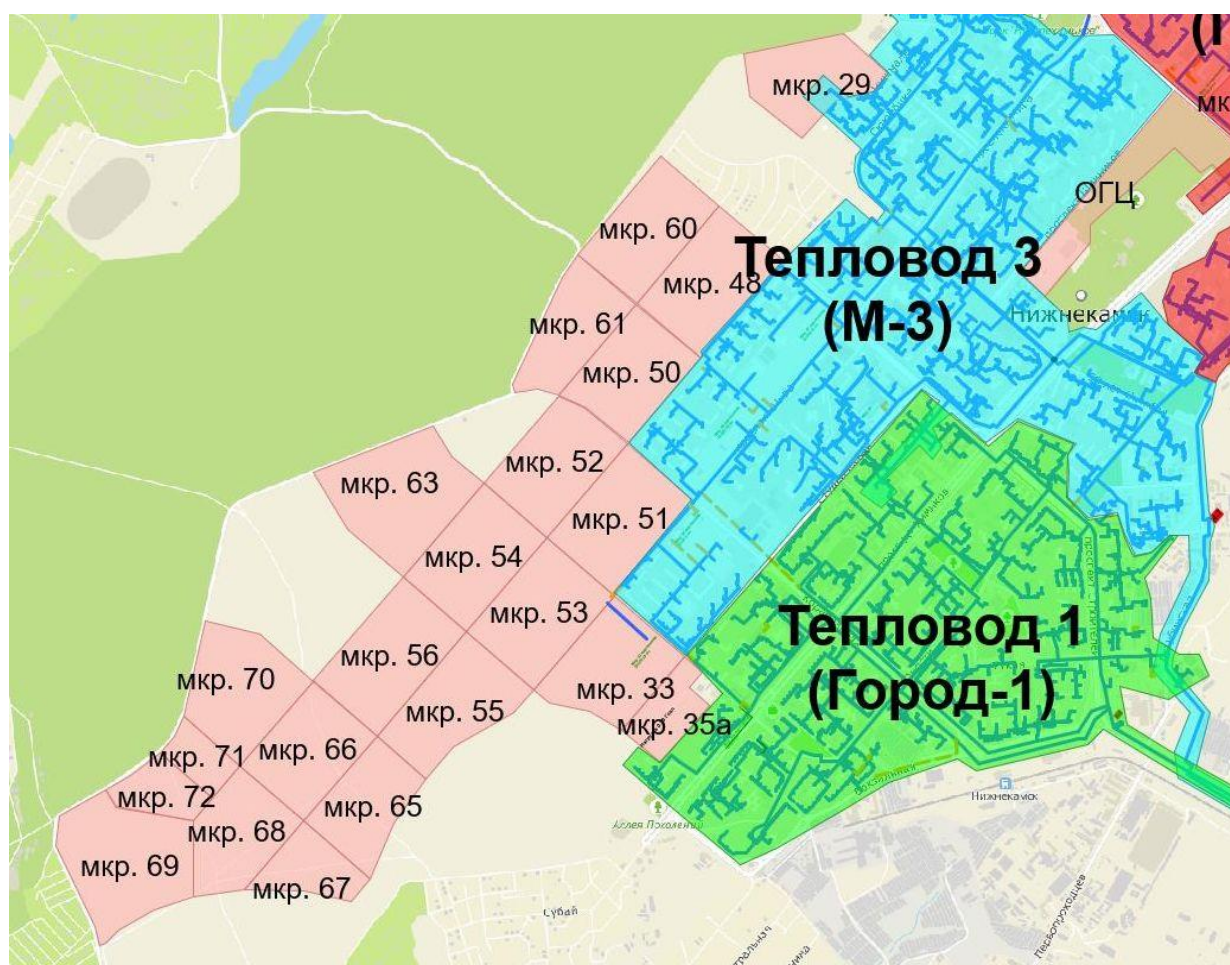 мкр. 29
мк
ОГЦ
мкр. 60
Тепловод 3
(М-3)
мкр. 48
Нижнекамск
мкр. 61
мкр. 50
мкр. 52
мкр. 63
мкр. 51
мкр. 54
мкр. 53
Тепловод 1
(Город-1)
мкр. 56
мкр. 70
мкр. 33
мкр. 55
мкр. 35а
мкр. 66
мкр. 71
Вокзальная
мкр. 72
Нижнекамск
мкр. 65
мкр. 68
Аллея Поколений
мкр. 69
мкр. 67
Субай
Первопроходцев